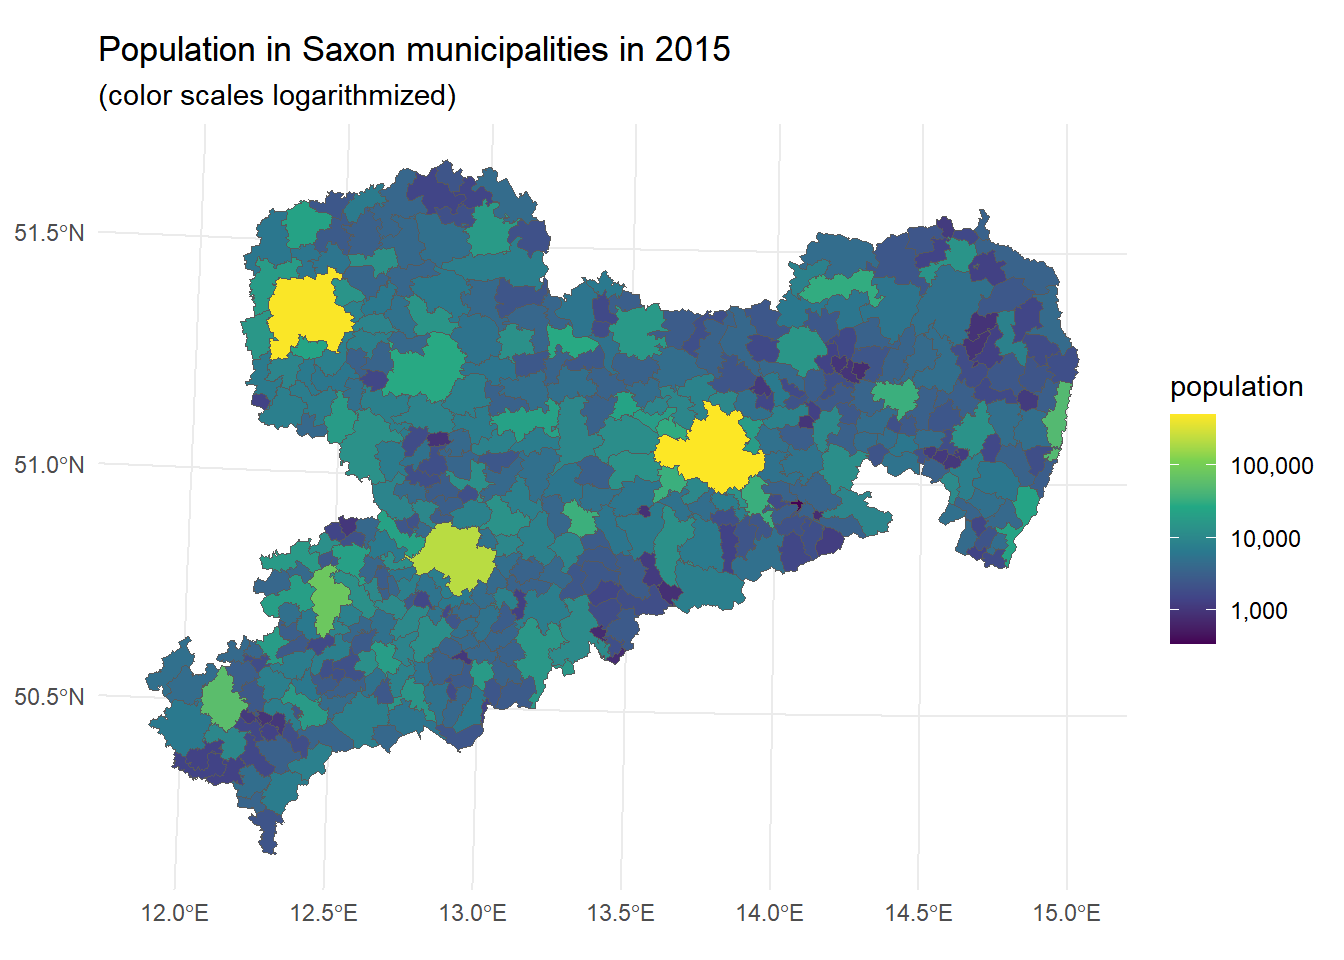 Population in Saxon municipalities in 2015
(color scales logarithmized)
51.5°N
51.0°N
50.5°N
12.0°E
12.5°E
13.0°E
13.5°E
14.0°E
14.5°E
15.0°E
population
100,000
10,000
1,000